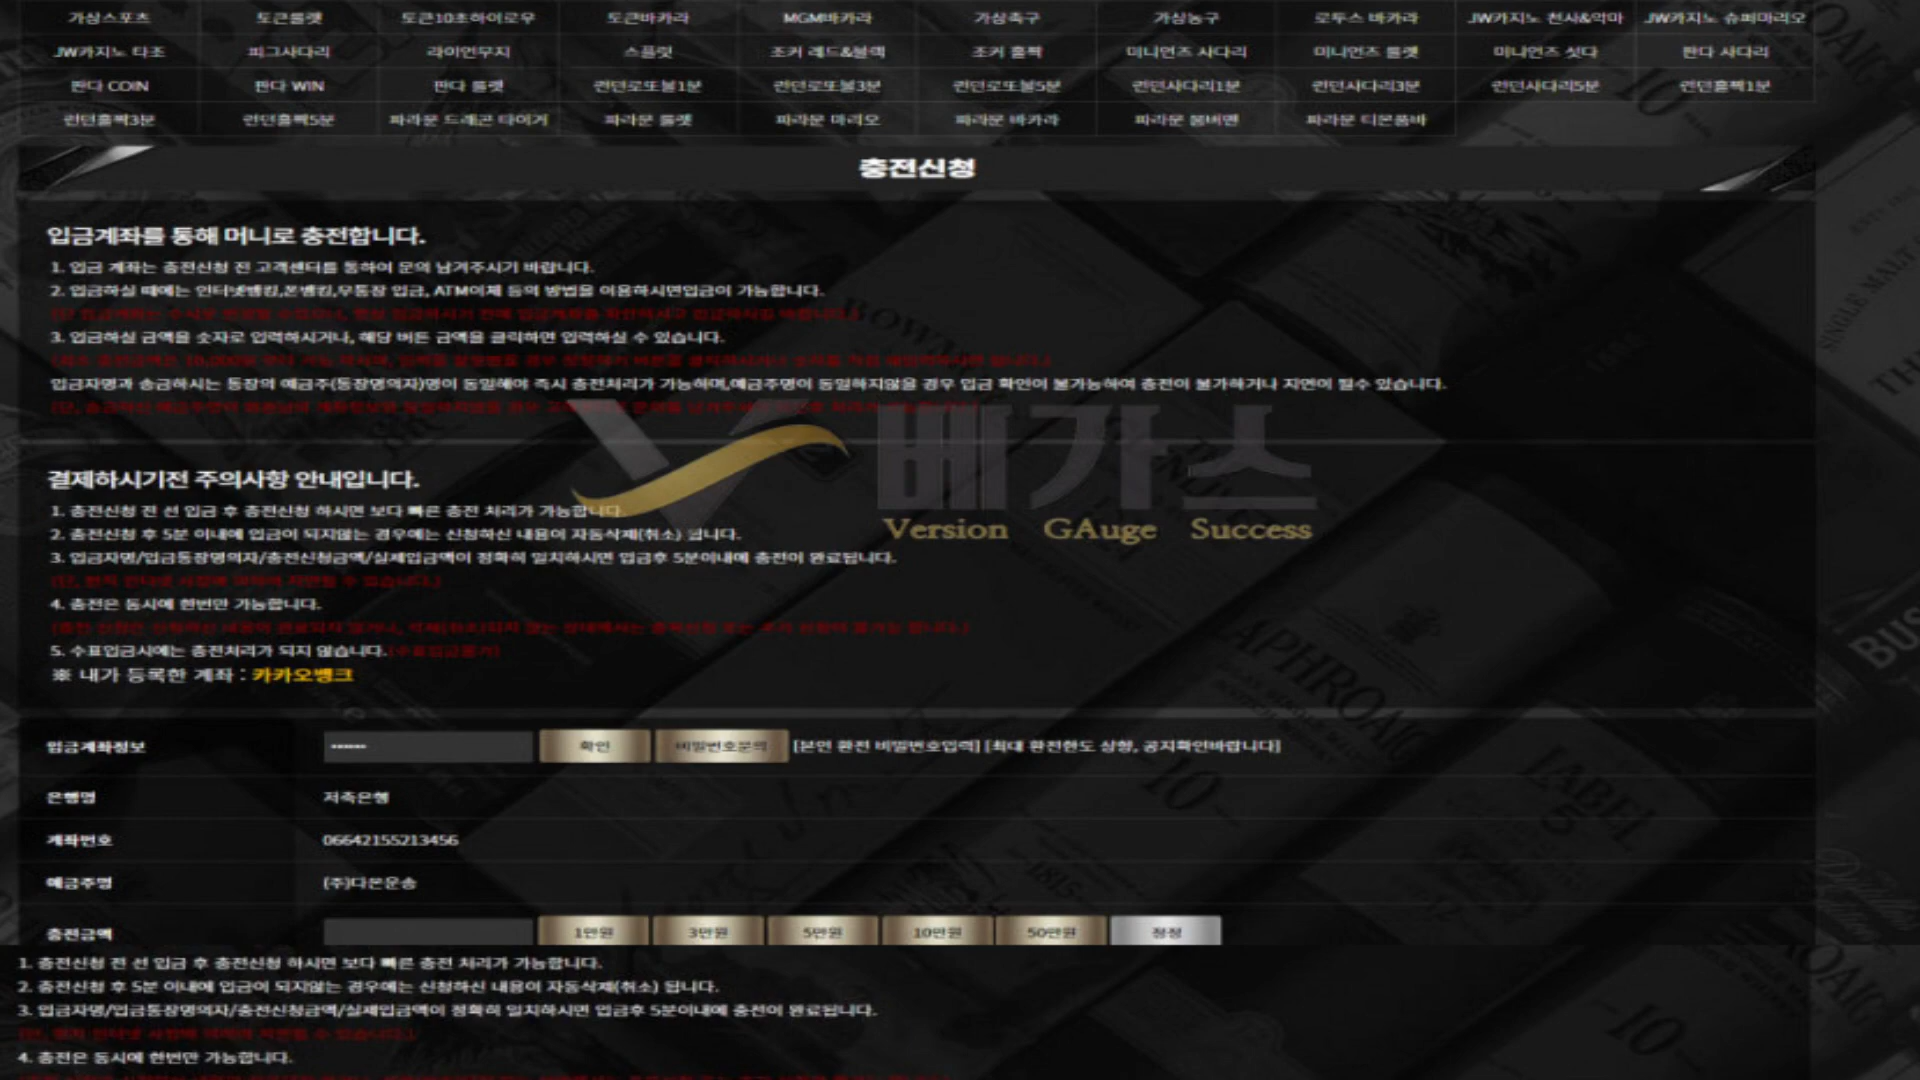 가상스포츠 토큰룰렛 토큰10초하이로우 토큰바카라 MGM바카라 가상축구 가상농구 로투스 바카라 JW카지노 천사&악마 JW카지노 슈퍼마리오
JW카지노 타조 피그사다리 라이언무지 스플릿 조커 레드&블랙 조커 홀짝 미니언즈 사다리 미니언즈 룰렛 미니언즈 섯다 판다 사다리
판다 COIN 판다 WIN 판다 룰렛 런던로또볼1분 런던로또볼3분 런던로또볼5분 런던사다리1분 런던사다리3분 런던사다리5분 런던홀짝1분
런던홀짝3분 런던홀짝5분 파라문 드래곤 타이거 파라문 룰렛 파라문 마리오 파라문 바카라 파라문 봄버맨 파라문 티몬품바
충전신청
입금계좌를 통해 머니로 충전합니다.
1. 입금 계좌는 충전신청 전 고객센터를 통하여 문의 남겨주시기 바랍니다.
2. 입금하실 때에는 인터넷뱅킹,폰뱅킹,무통장 입금, ATM이체 등의 방법을 이용하시면입금이 가능합니다.
3. 입금하실 금액을 숫자로 입력하시거나, 해당 버튼 금액을 클릭하면 입력하실 수 있습니다.
입금자명과 송금하시는 통장의 예금주(통장명의자)명이 동일해야 즉시 충전처리가 가능하며,예금주명이 동일하지않을 경우 입금 확인이 불가능하여 충전이 불가하거나 지연이 될수 있습니다.
베가스
Version GAuge Success
결제하시기전 주의사항 안내입니다.
1. 충전신청 전 선 입금 후 충전신청 하시면 보다 빠른 충전 처리가 가능합니다.
2. 충전신청 후 5분 이내에 입금이 되지않는 경우에는 신청하신 내용이 자동삭제(취소) 됩니다.
3. 입금자명/입금통장명의자/충전신청금액/실제입금액이 정확히 일치하시면 입금후 5분이내에 충전이 완료됩니다.
4. 충전은 동시에 한번만 가능합니다.
5. 수표입금시에는 충전처리가 되지 않습니다.
※ 내가 등록한 계좌 : 카카오뱅크
입금계좌정보 확인 비밀번호문의 [본인 환전 비밀번호입력] [최대 환전한도 상향, 공지확인바랍니다]
은행명 저축은행
계좌번호 06642155213456
예금주명 (주)다온운송
충전금액 1만원 3만원 5만원 10만원 50만원 정정
1. 충전신청 전 선 입금 후 충전신청 하시면 보다 빠른 충전 처리가 가능합니다.
2. 충전신청 후 5분 이내에 입금이 되지않는 경우에는 신청하신 내용이 자동삭제(취소) 됩니다.
3. 입금자명/입금통장명의자/충전신청금액/실제입금액이 정확히 일치하시면 입금후 5분이내에 충전이 완료됩니다.
4. 충전은 동시에 한번만 가능합니다.